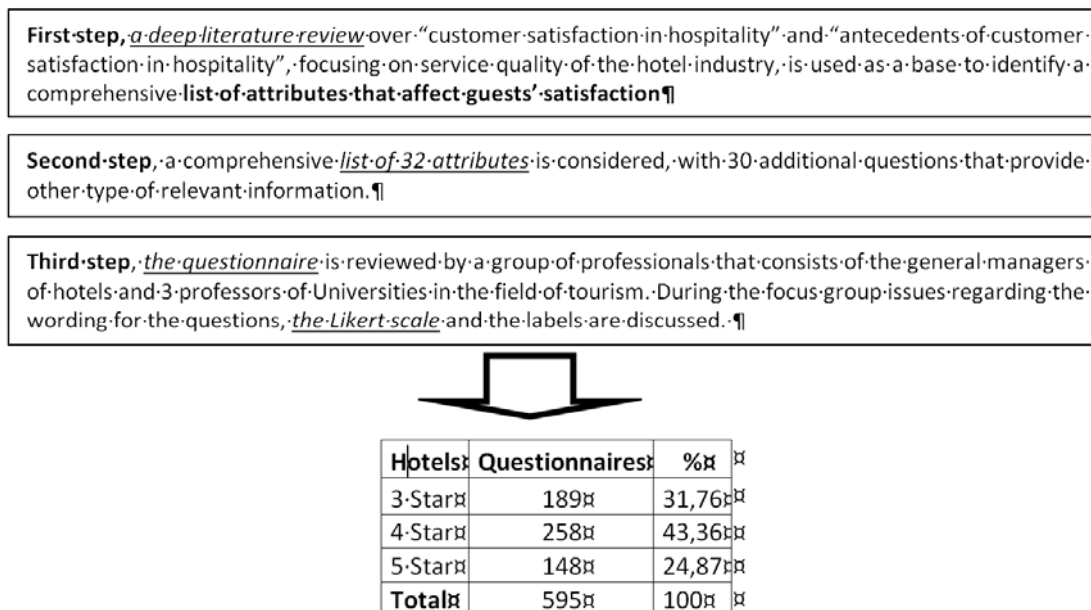 First step, a deep literature review over “customer satisfaction in hospitality” and “antecedents of customer
satisfaction in hospitality”, focusing on service quality of the hotel industry, is used as a base to identify a
comprehensive list of attributes that affect guests’ satisfaction¶
Second step, a comprehensive list of 32 attributes is considered, with 30 additional questions that provide
other type of relevant information.¶
Third step, the questionnaire is reviewed by a group of professionals that consists of the general managers
of hotels and 3 professors of Universities in the field of tourism. During the focus group issues regarding the
wording for the questions, the Likert scale and the labels are discussed. ¶
Hotels¤ Questionnaires¤ %¤ ¤
3 Star¤ 189¤ 31,76¤¤
4 Star¤ 258¤ 43,36¤¤
5 Star¤ 148¤ 24,87¤¤
Total¤ 595¤ 100¤ ¤